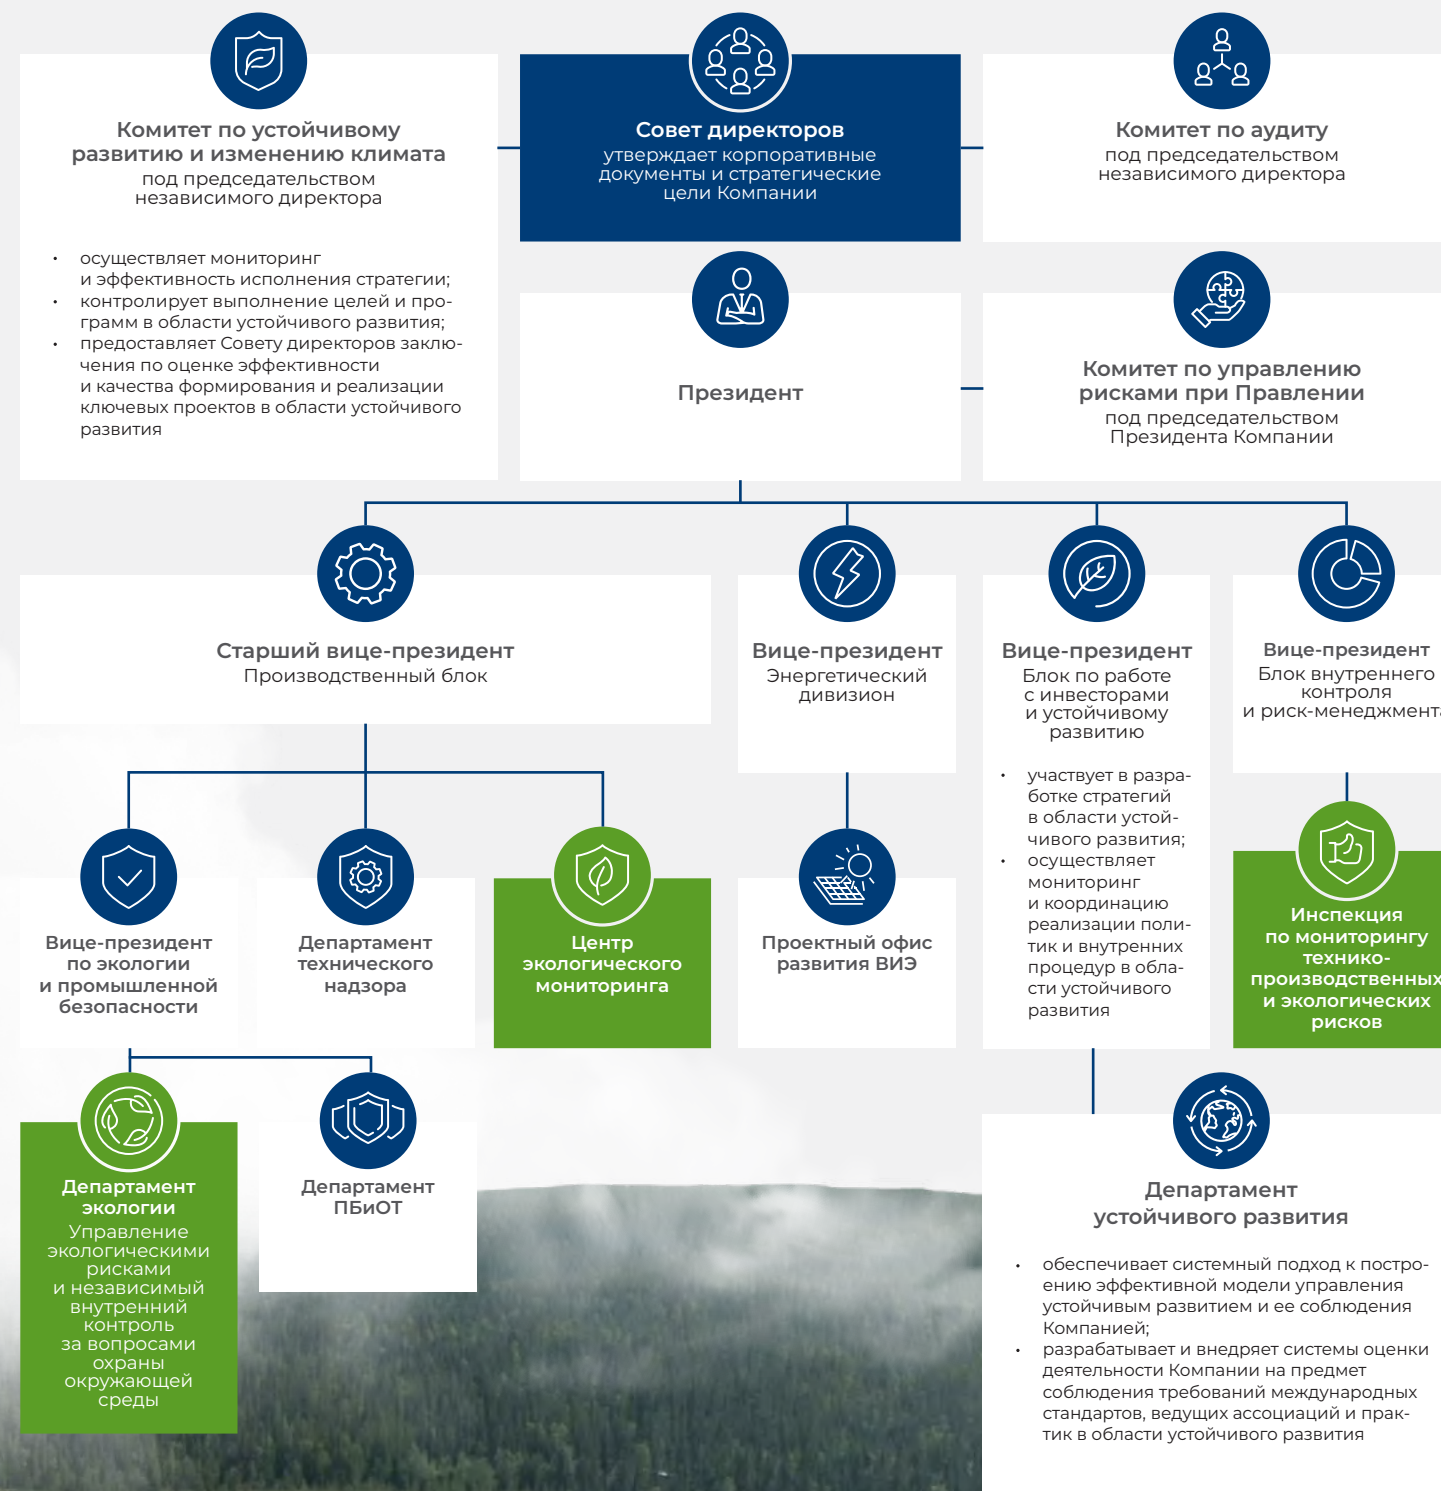 Комитет по устойчивому
развитию и изменению климата
под председательством
независимого директора
• осуществляет мониторинг
и эффективность исполнения стратегии;
• контролирует выполнение целей и про-
грамм в области устойчивого развития;
• предоставляет Совету директоров заклю-
чения по оценке эффективности
и качества формирования и реализации
ключевых проектов в области устойчивого
развития
Совет директоров
утверждает корпоративные
документы и стратегические
цели Компании
Комитет по аудиту
под председательством
независимого директора
Президент
Комитет по управлению
рисками при Правлении
под председательством
Президента Компании
Старший вице-президент
Производственный блок
Вице-президент
Энергетический
дивизион
Вице-президент
Блок по работе
с инвесторами
и устойчивому
развитию
• участвует в разра-
ботке стратегий
в области устой-
чивого развития;
• осуществляет
мониторинг
и координацию
реализации поли-
тик и внутренних
процедур в обла-
сти устойчивого
развития
Вице-президент
Блок внутреннего
контроля
и риск-менеджмента
Вице-президент
по экологии
и промышленной
безопасности
Департамент
технического
надзора
Центр
экологического
мониторинга
Проектный офис
развития ВИЭ
Инспекция
по мониторингу
технико-
производственных
и экологических
рисков
Департамент
экологии
Управление
экологическими
рисками
и независимый
внутренний
контроль
за вопросами
охраны
окружающей
среды
Департамент
ПБиОТ
Департамент
устойчивого развития
• обеспечивает системный подход к постро-
ению эффективной модели управления
устойчивым развитием и ее соблюдения
Компанией;
• разрабатывает и внедряет системы оценки
деятельности Компании на предмет
соблюдения требований международных
стандартов, ведущих ассоциаций и прак-
тик в области устойчивого развития